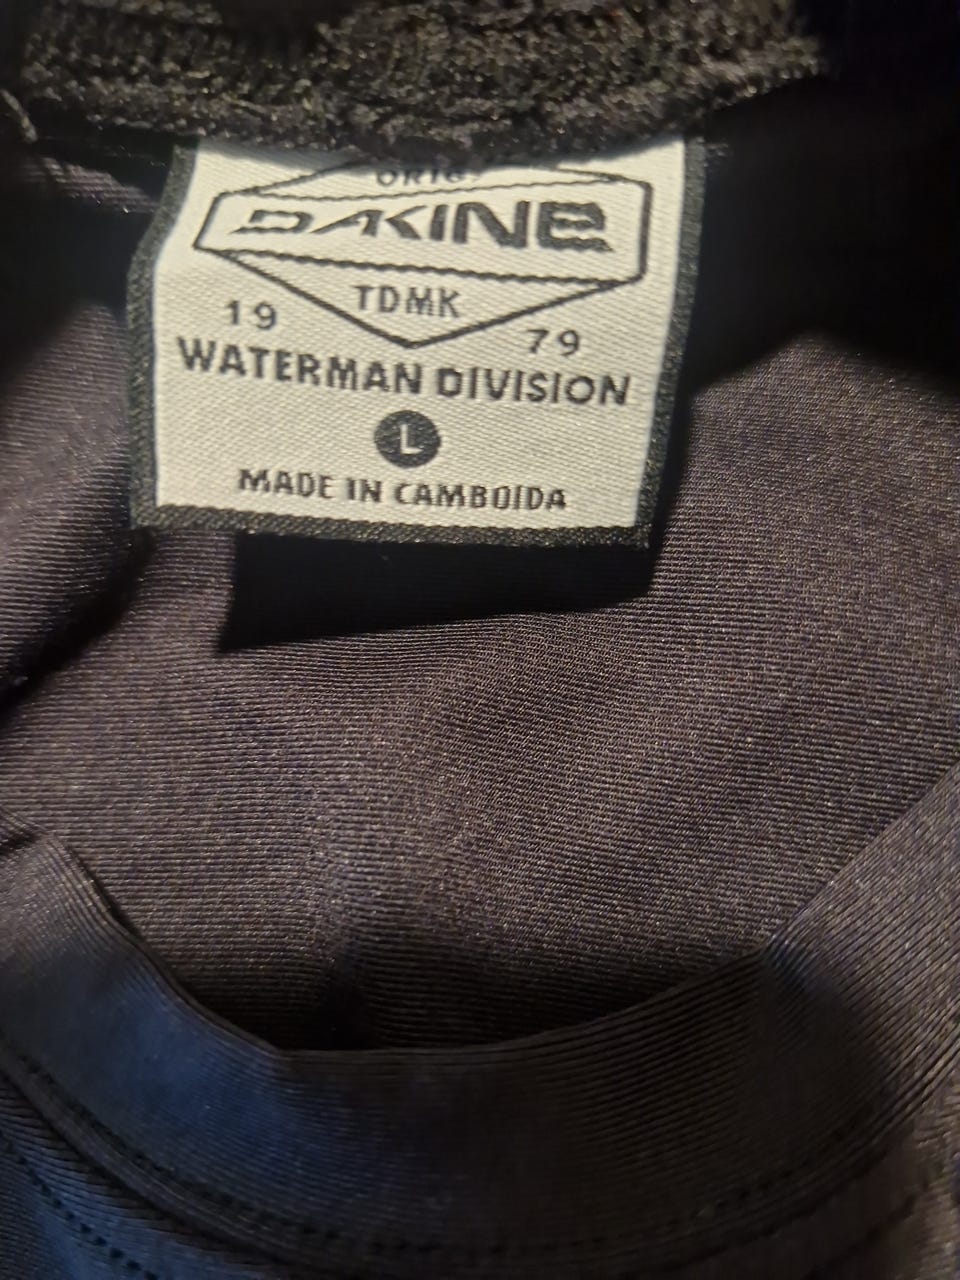 DAKINE
TDMK
19 79
WATERMAN DIVISION
L
MADE IN CAMBOIDA